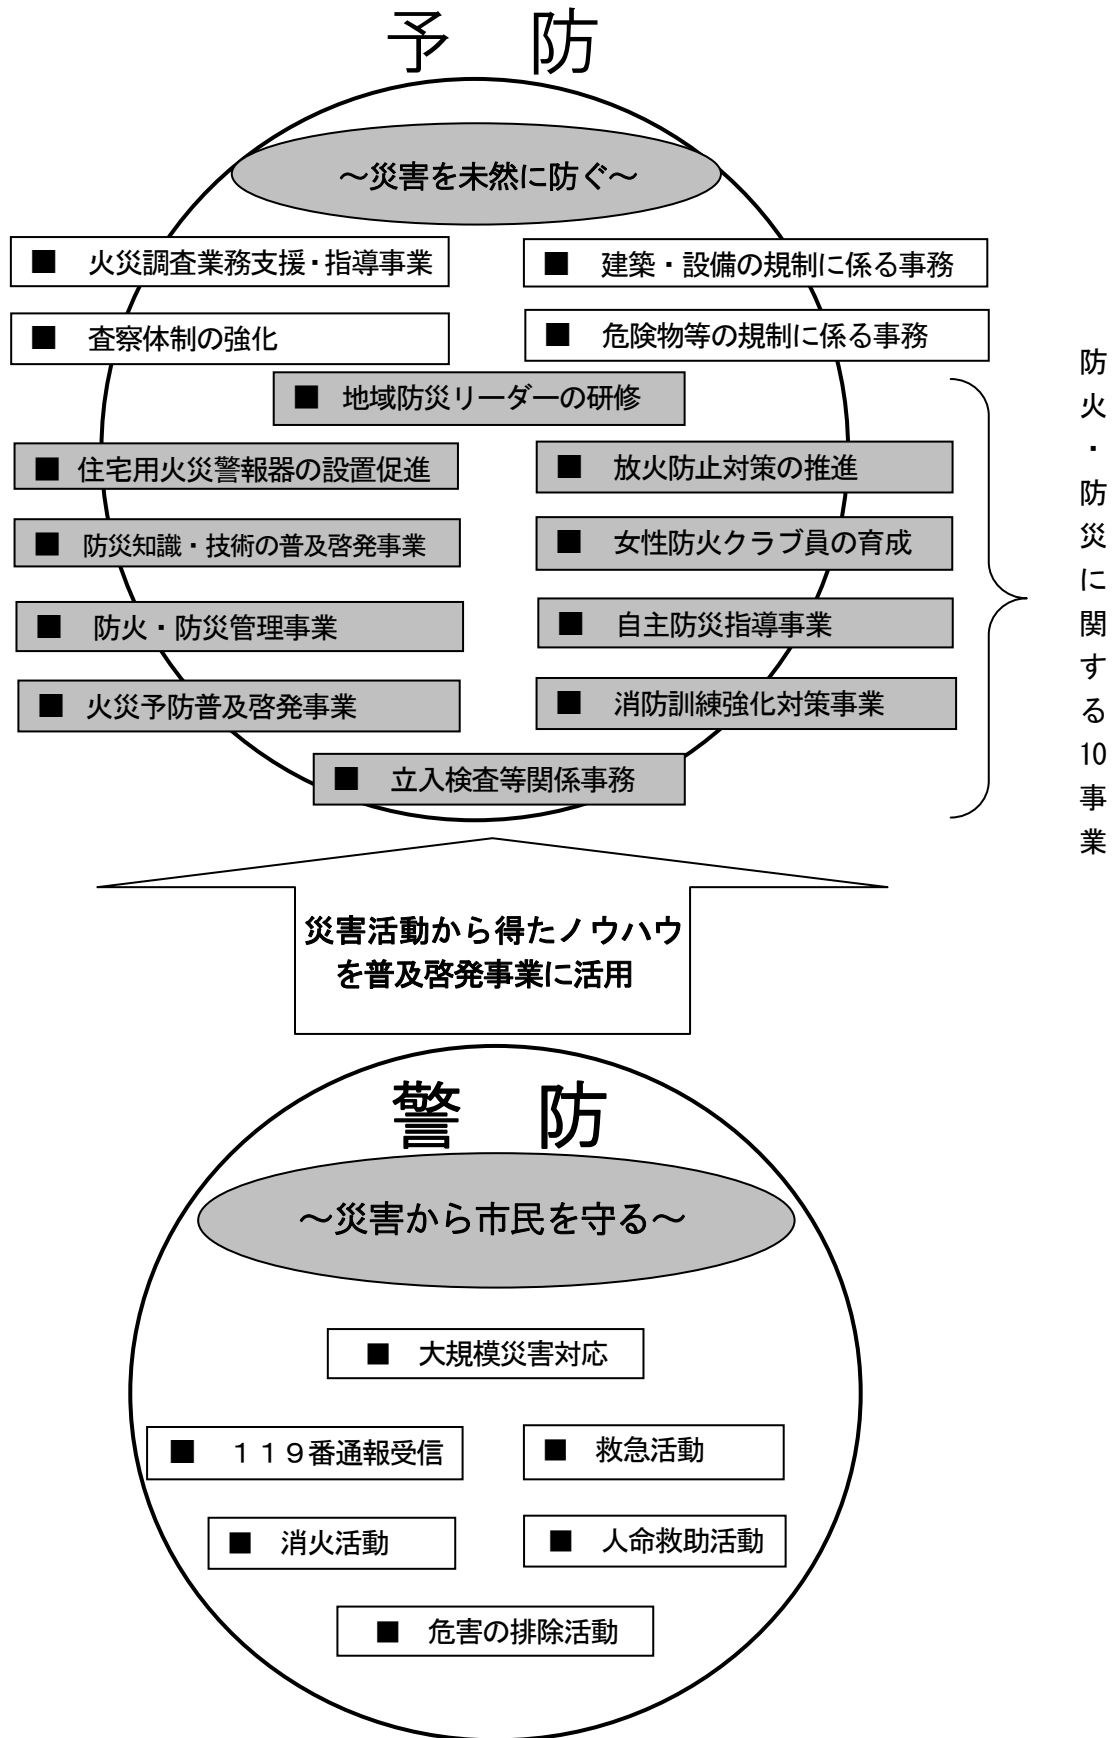 予　防
～災害を未然に防ぐ～
■　火災調査業務支援・指導事業
■　建築・設備の規制に係る事務
■　査察体制の強化
■　危険物等の規制に係る事務
■　地域防災リーダーの研修
■　住宅用火災警報器の設置促進
■　放火防止対策の推進
■　防災知識・技術の普及啓発事業
■　女性防火クラブ員の育成
■　防火・防災管理事業
■　自主防災指導事業
■　火災予防普及啓発事業
■　消防訓練強化対策事業
■　立入検査等関係事務
防火・防災に関する10事業
災害活動から得たノウハウ
を普及啓発事業に活用
警　防
～災害から市民を守る～
■　大規模災害対応
■　１１９番通報受信
■　救急活動
■　消火活動
■　人命救助活動
■　危害の排除活動